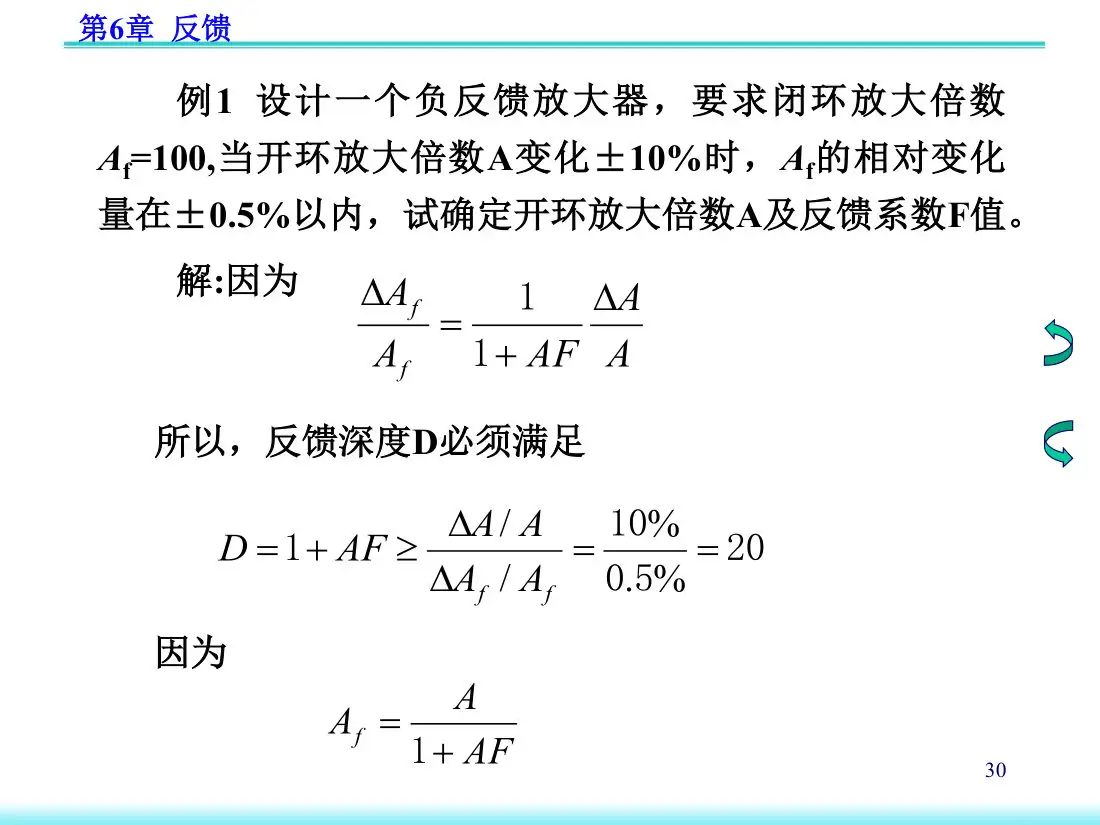 第6章 反馈
例1 设计一个负反馈放大器，要求闭环放大倍数
Af=100,当开环放大倍数A变化±10%时，Af的相对变化
量在±0.5%以内，试确定开环放大倍数A及反馈系数F值。
解:因为
ΔAf/Af = 1/(1+AF) ΔA/A
所以，反馈深度D必须满足
D=1+AF≥(ΔA/A)/(ΔAf/Af)=10%/0.5%=20
因为
Af = A/(1+AF)
30